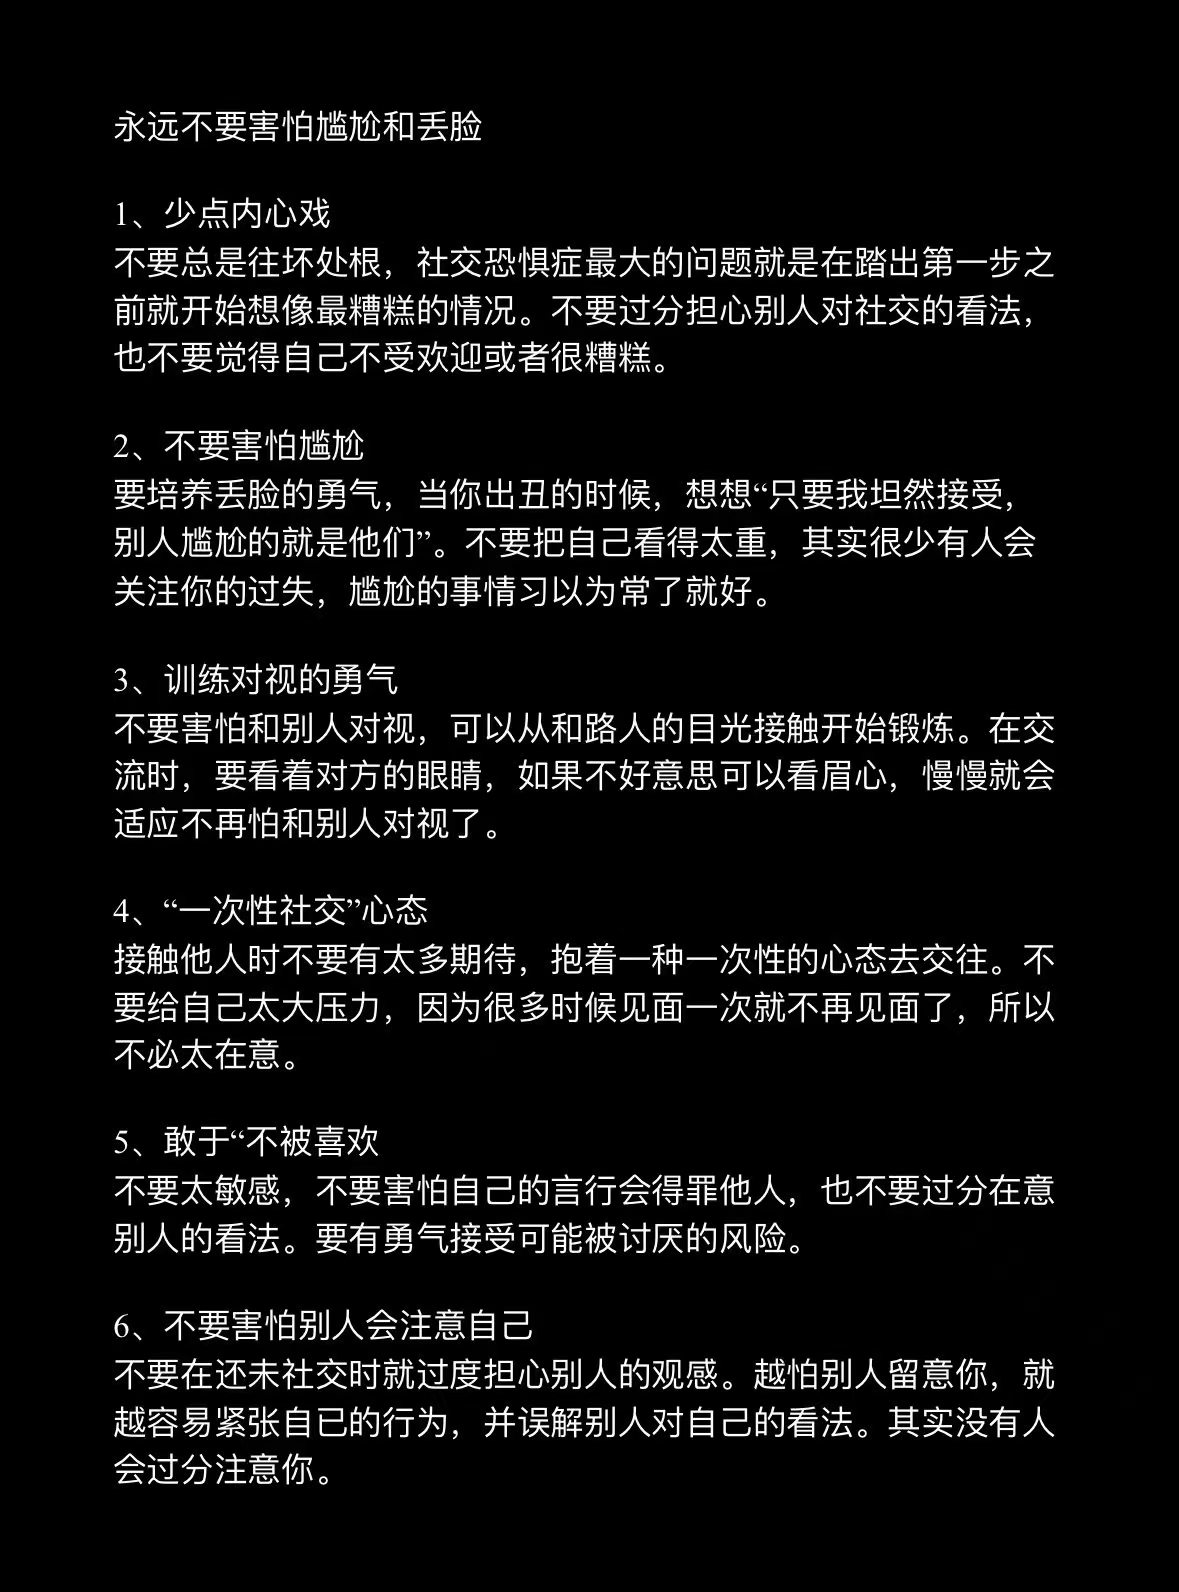 永远不要害怕尴尬和丢脸
1、少点内心戏
不要总是往坏处根，社交恐惧症最大的问题就是在踏出第一步之
前就开始想像最糟糕的情况。不要过分担心别人对社交的看法，
也不要觉得自己不受欢迎或者很糟糕。
2、不要害怕尴尬
要培养丢脸的勇气，当你出丑的时候，想想“只要我坦然接受，
别人尴尬的就是他们”。不要把自己看得太重，其实很少有人会
关注你的过失，尴尬的事情习以为常了就好。
3、训练对视的勇气
不要害怕和别人对视，可以从和路人的目光接触开始锻炼。在交
流时，要看着对方的眼睛，如果不好意思可以看眉心，慢慢就会
适应不再怕和别人对视了。
4、“一次性社交”心态
接触他人时不要有太多期待，抱着一种一次性的心态去交往。不
要给自己太大压力，因为很多时候见面一次就不再见面了，所以
不必太在意。
5、敢于“不被喜欢
不要太敏感，不要害怕自己的言行会得罪他人，也不要过分在意
别人的看法。要有勇气接受可能被讨厌的风险。
6、不要害怕别人会注意自己
不要在还未社交时就过度担心别人的观感。越怕别人留意你，就
越容易紧张自已的行为，并误解别人对自己的看法。其实没有人
会过分注意你。